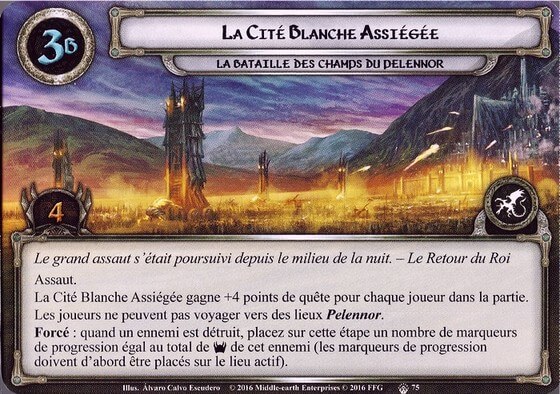 3B
La Cité Blanche Assiégée
La bataille des Champs du Pelennor
4
Le grand assaut s'était poursuivi depuis le milieu de la nuit. – Le Retour du Roi
Assaut.
La Cité Blanche Assiégée gagne +4 points de quête pour chaque joueur dans la partie.
Les joueurs ne peuvent pas voyager vers des lieux Pelennor.
Forcé : quand un ennemi est détruit, placez sur cette étape un nombre de marqueurs
de progression égal au total de de cet ennemi (les marqueurs de progression
doivent d'abord être placés sur le lieu actif).
Illus. Álvaro Calvo Escudero © 2016 Middle-earth Enterprises © 2016 FFG 75